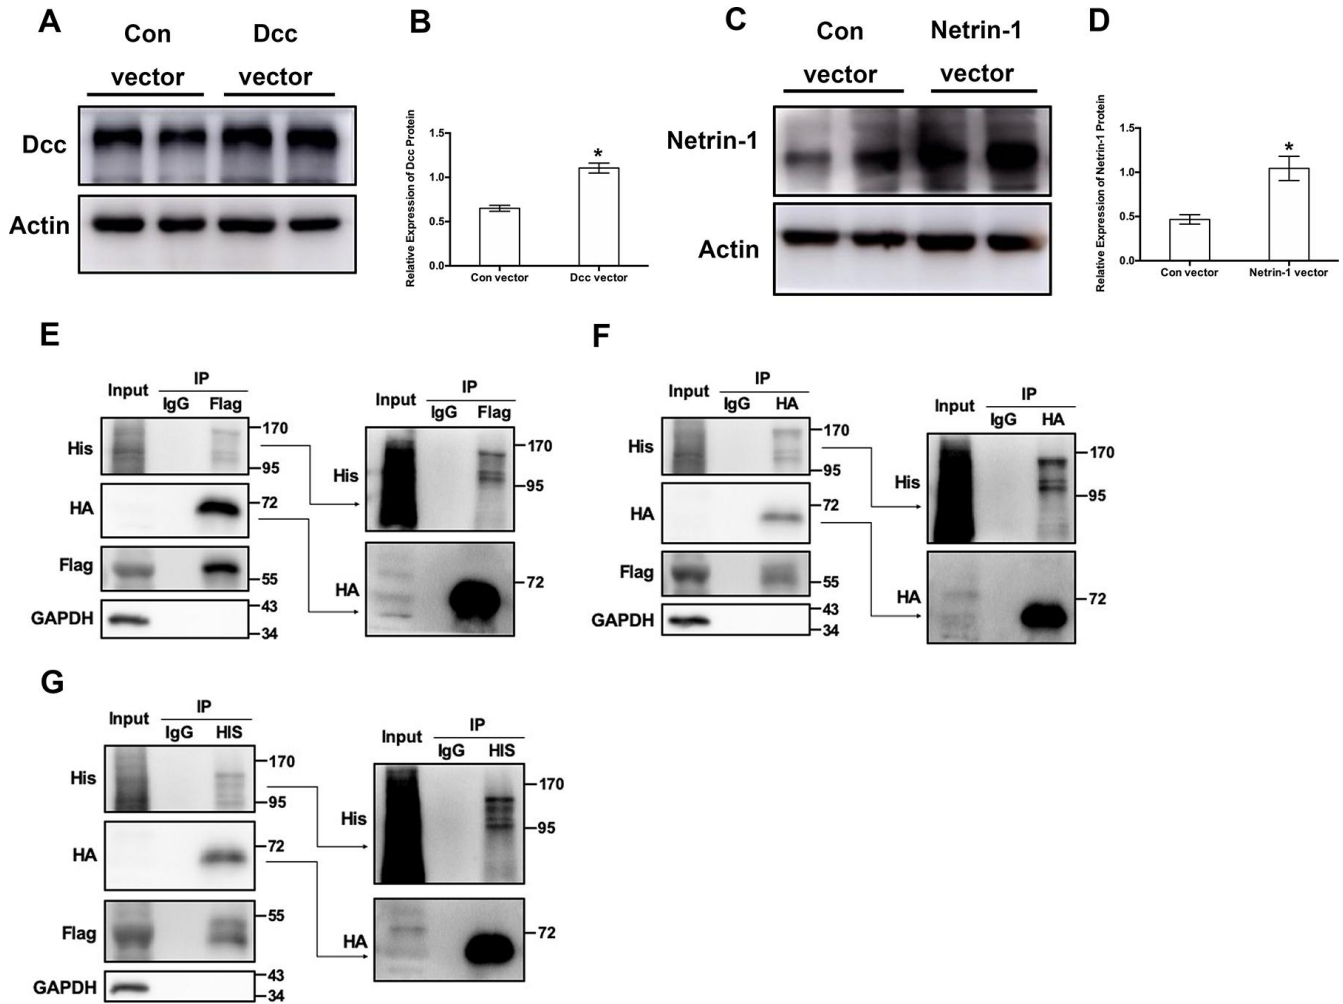 A
Con
vector
Dcc
vector
Dcc
Actin
B
Relative Expression of Dcc Protein
1.5
1.0
0.5
0.0
*
Con vector
Dcc vector
C
Con
vector
Netrin-1
vector
Netrin-1
Actin
D
Relative Expression of Netrin-1 Protein
1.5
1.0
0.5
0.0
*
Con vector
Netrin-1 vector
E
Input
IP
IgG
Flag
His
170
95
HA
72
Flag
55
GAPDH
43
34
Input
IP
IgG
Flag
His
170
95
HA
72
F
Input
IP
IgG
HA
His
170
95
HA
72
Flag
55
GAPDH
43
34
Input
IP
IgG
HA
His
170
95
HA
72
G
Input
IP
IgG
HIS
His
170
95
HA
72
Flag
55
GAPDH
43
34
Input
IP
IgG
HIS
His
170
95
HA
72